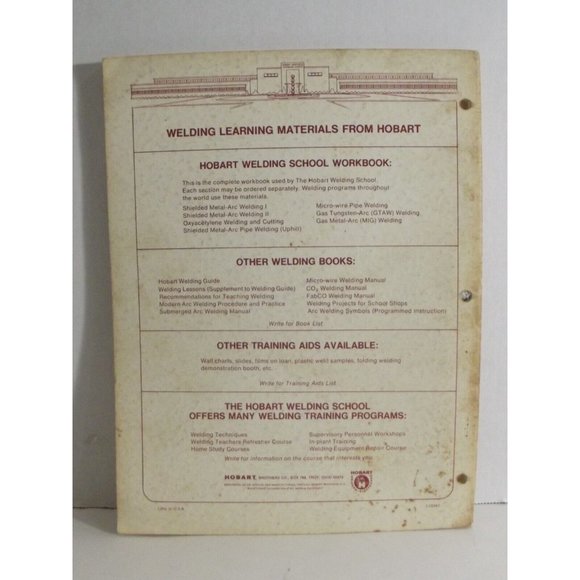 WELDING LEARNING MATERIALS FROM HOBART
HOBART WELDING SCHOOL WORKBOOK:
This is the complete workbook used by The Hobart Welding School.
Each section may be ordered separately. Welding programs throughout
the world use these materials.
Shielded Metal-Arc Welding I
Shielded Metal-Arc Welding II
Oxyacetylene Welding and Cutting
Shielded Metal-Arc Pipe Welding (Uphill)
Micro-wire Pipe Welding
Gas Tungsten-Arc (GTAW) Welding
Gas Metal-Arc (MIG) Welding
OTHER WELDING BOOKS:
Hobart Welding Guide
Welding Lessons (Supplement to Welding Guide)
Recommendations for Teaching Welding
Modern Arc Welding Procedure and Practice
Submerged Arc Welding Manual
Micro-wire Welding Manual
CO₂ Welding Manual
FabCO Welding Manual
Welding Projects for School Shops
Arc Welding Symbols (Programmed Instruction)
Write for Book List
OTHER TRAINING AIDS AVAILABLE:
Wall charts, slides, films on loan, plastic weld samples, folding welding
demonstration booth, etc.
Write for Training Aids List
THE HOBART WELDING SCHOOL
OFFERS MANY WELDING TRAINING PROGRAMS:
Welding Techniques
Welding Teachers Refresher Course
Home Study Courses
Supervisory Personnel Workshops
In-plant Training
Welding Equipment Repair Course
Write for information on the course that interests you.
HOBART BROTHERS CO., TROY, OHIO
HOBART